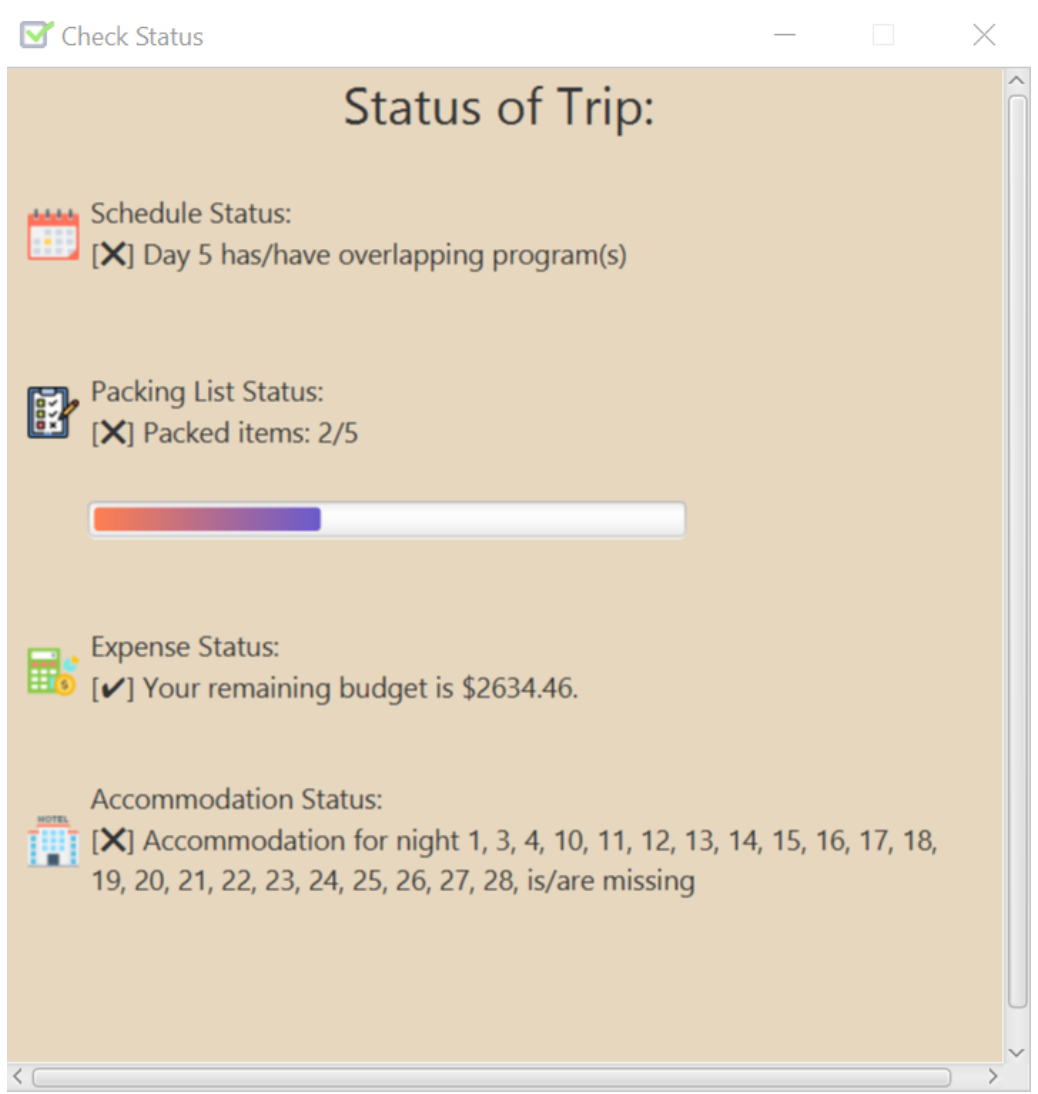 Check Status
Status of Trip:
Schedule Status:
[❌] Day 5 has/have overlapping program(s)
Packing List Status:
[❌] Packed items: 2/5
Expense Status:
[✔] Your remaining budget is $2634.46.
Accommodation Status:
HOTEL
[❌] Accommodation for night 1, 3, 4, 10, 11, 12, 13, 14, 15, 16, 17, 18,
19, 20, 21, 22, 23, 24, 25, 26, 27, 28, is/are missing